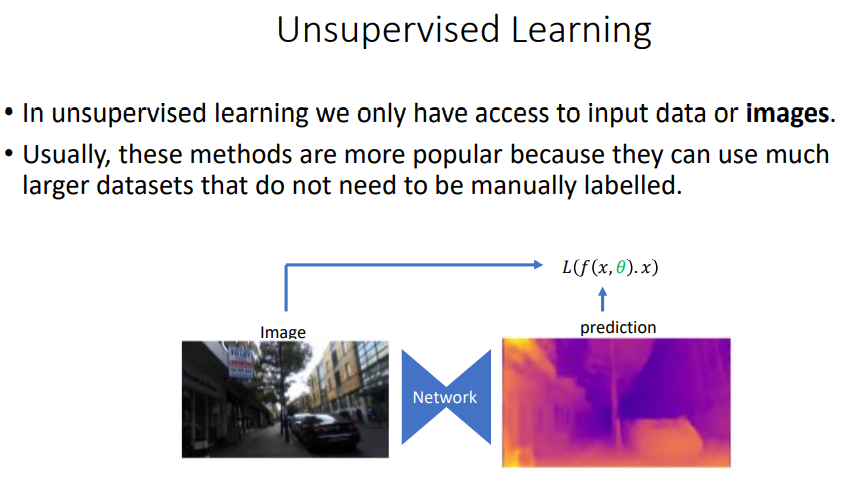 Unsupervised Learning
• In unsupervised learning we only have access to input data or images.
• Usually, these methods are more popular because they can use much
larger datasets that do not need to be manually labelled.
L(f(x,θ).x)
Image
prediction
Network